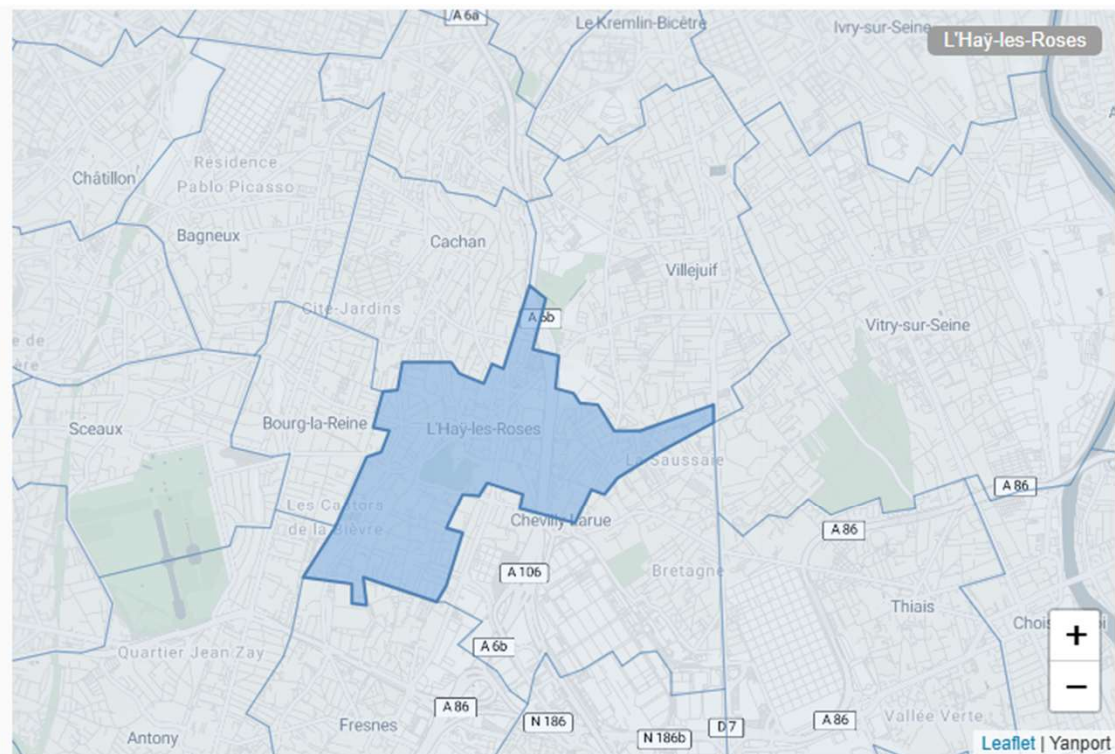 A 6a
Le Kremlin-Bicêtre
Ivry-sur-Seine
L'Haÿ-les-Roses
Résidence
Pablo Picasso
Châtillon
Bagneux
Cachan
Villejuif
Cité-Jardins
A 6b
Vitry-sur-Seine
Sceaux
Bourg-la-Reine
L'Haÿ-les-Roses
La Saussaie
A 86
Les Castors
de la Bièvre
Chevilly-Larue
A 86
A 106
Bretagne
Thiais
+
A 6b
Quartier Jean Zay
−
A 86
Fresnes
N 186
D 7
A 86
Vallée Verte
Antony
N 186b
Leaflet | Yanport